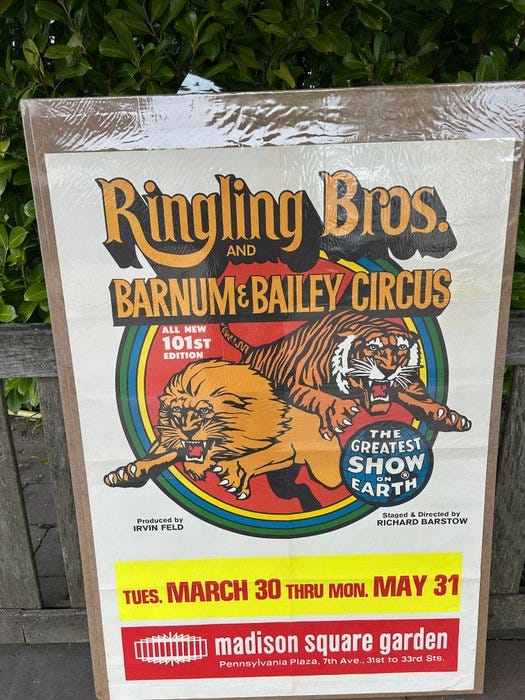 Ringling Bros.
AND
BARNUM & BAILEY CIRCUS
ALL NEW
101ST
EDITION
THE
GREATEST
SHOW
ON
EARTH
®
Produced by
IRVIN FELD
Staged & Directed by
RICHARD BARSTOW
TUES. MARCH 30 THRU MON. MAY 31
madison square garden
Pennsylvania Plaza, 7th Ave., 31st to 33rd Sts.